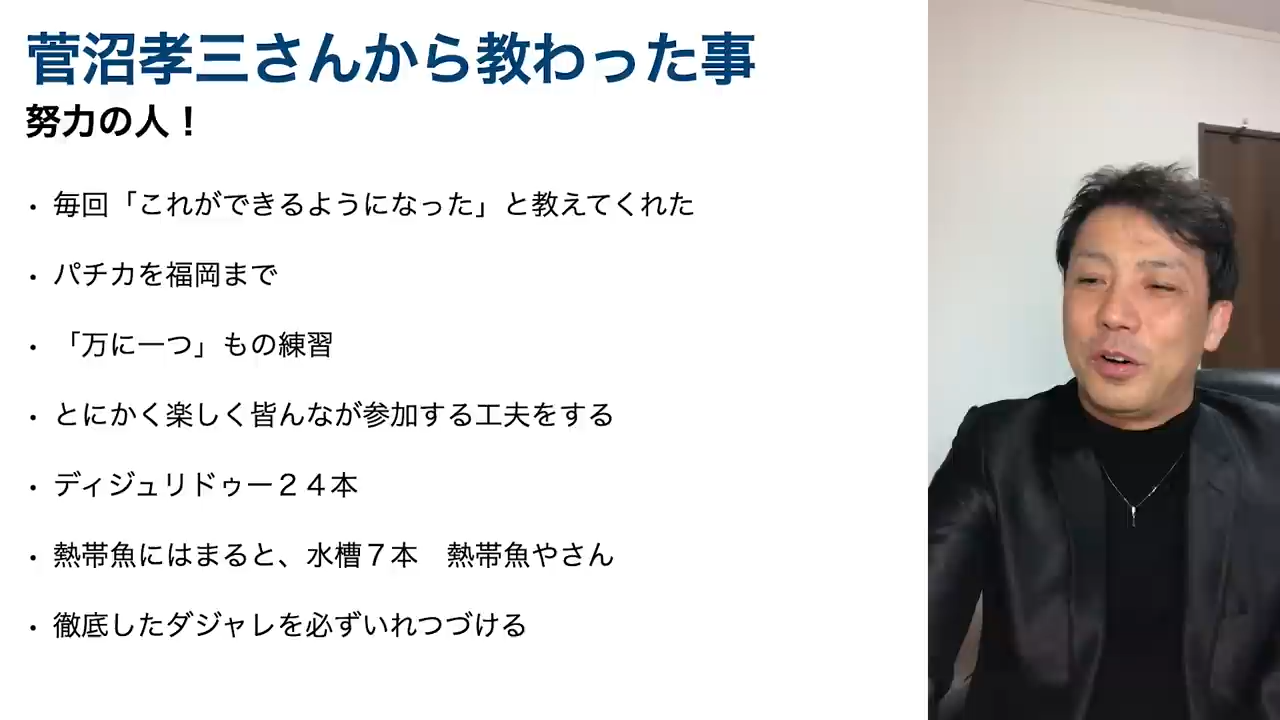 菅沼孝三さんから教わった事
努力の人！
・毎回「これができるようになった」と教えてくれた
・パチカを福岡まで
・「万に一つ」もの練習
・とにかく楽しく皆んなが参加する工夫をする
・ディジュリドゥー２４本
・熱帯魚にはまると、水槽７本　熱帯魚やさん
・徹底したダジャレを必ずいれつづける